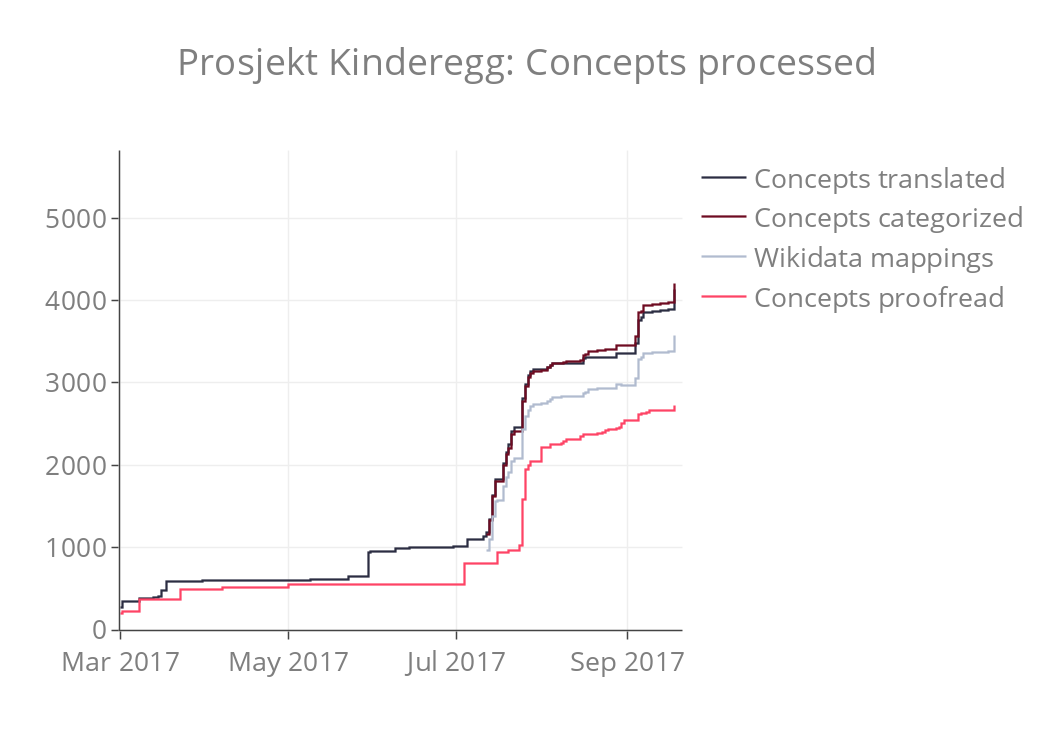 Prosjekt Kinderegg: Concepts processed
Concepts translated
Concepts categorized
Wikidata mappings
Concepts proofread
5000
4000
3000
2000
1000
0
Mar 2017
May 2017
Jul 2017
Sep 2017